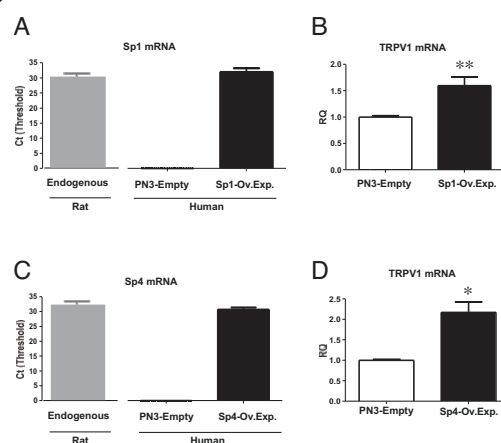 A
Sp1 mRNA
Ct (Threshold)
35
30
25
20
15
10
5
0
Endogenous PN3-Empty Sp1-Ov.Exp.
Rat Human
B
TRPV1 mRNA
**
RQ
2.0
1.5
1.0
0.5
0.0
PN3-Empty Sp1-Ov.Exp.
C
Sp4 mRNA
Ct (Threshold)
35
30
25
20
15
10
5
0
Endogenous PN3-Empty Sp4-Ov.Exp.
Rat Human
D
TRPV1 mRNA
*
RQ
2.5
2.0
1.5
1.0
0.5
0.0
PN3-Empty Sp4-Ov.Exp.